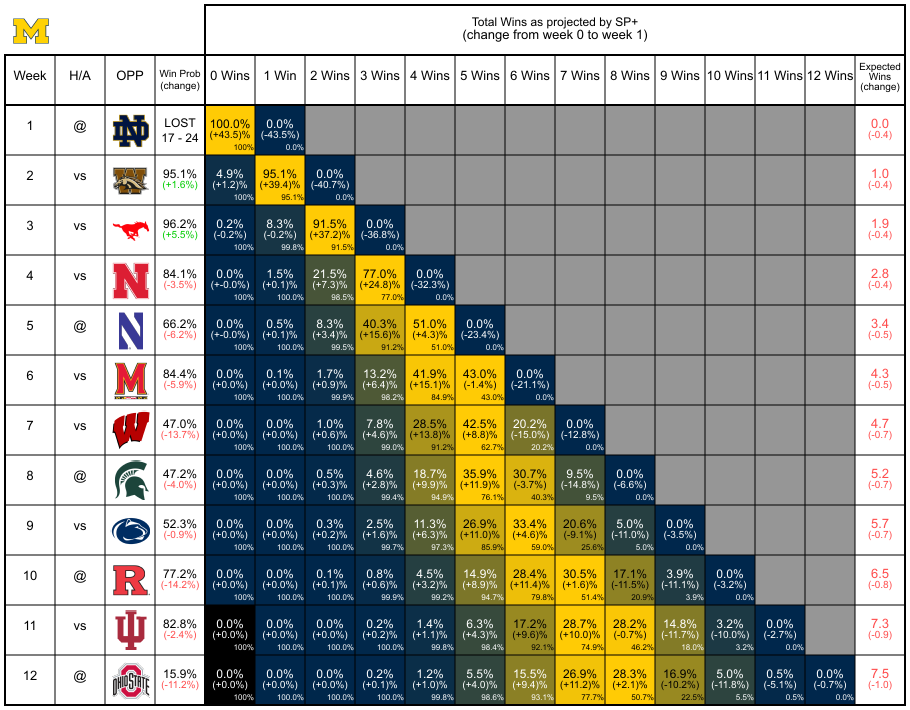 Total Wins as projected by SP+
(change from week 0 to week 1)
Week H/A OPP Win Prob (change) 0 Wins 1 Win 2 Wins 3 Wins 4 Wins 5 Wins 6 Wins 7 Wins 8 Wins 9 Wins 10 Wins 11 Wins 12 Wins Expected Wins (change)
1 @ ND LOST 100.0% 0.0% 0.0
17 - 24 (+43.5)% (-43.5%) (-0.4)
100% 0.0%
2 vs W 95.1% 4.9% 95.1% 0.0% 1.0
(+1.6%) (+1.2)% (+39.4)% (-40.7%) (-0.4)
100% 95.1% 0.0%
3 vs 96.2% 0.2% 8.3% 91.5% 0.0% 1.9
(+5.5%) (-0.2%) (-0.2%) (+37.2)% (-36.8%) (-0.4)
100% 99.8% 91.5% 0.0%
4 vs N 84.1% 0.0% 1.5% 21.5% 77.0% 0.0% 2.8
(-3.5%) (+-0.0)% (+0.1)% (+7.3)% (+24.8)% (-32.3%) (-0.4)
100% 100.0% 98.5% 77.0% 0.0%
5 @ N 66.2% 0.0% 0.5% 8.3% 40.3% 51.0% 0.0% 3.4
(-6.2%) (+-0.0)% (+0.1)% (+3.4)% (+15.6)% (+4.3)% (-23.4%) (-0.5)
100% 100.0% 99.5% 91.2% 51.0% 0.0%
6 vs M 84.4% 0.0% 0.1% 1.7% 13.2% 41.9% 43.0% 0.0% 4.3
(-5.9%) (+0.0%) (+0.0)% (+0.9)% (+6.4)% (+15.1)% (-1.4%) (-21.1%) (-0.5)
100% 100.0% 99.9% 98.2% 84.9% 43.0% 0.0%
7 vs W 47.0% 0.0% 0.0% 1.0% 7.8% 28.5% 42.5% 20.2% 0.0% 4.7
(-13.7%) (+0.0%) (+0.0)% (+0.6)% (+4.6)% (+13.8)% (+8.8)% (-15.0%) (-12.8%) (-0.7)
100% 100.0% 100.0% 99.0% 91.2% 62.7% 20.2% 0.0%
8 @ 47.2% 0.0% 0.0% 0.5% 4.6% 18.7% 35.9% 30.7% 9.5% 0.0% 5.2
(-4.0%) (+0.0%) (+0.0)% (+0.3)% (+2.8)% (+9.9)% (+11.9)% (-3.7%) (-14.8%) (-6.6%) (-0.7)
100% 100.0% 100.0% 99.4% 94.9% 76.1% 40.3% 9.5% 0.0%
9 vs 52.3% 0.0% 0.0% 0.3% 2.5% 11.3% 26.9% 33.4% 20.6% 5.0% 0.0% 5.7
(-0.9%) (+0.0%) (+0.0)% (+0.2)% (+1.6)% (+6.3)% (+11.0)% (+4.6)% (-9.1%) (-11.0%) (-3.5%) (-0.7)
100% 100.0% 100.0% 99.7% 97.3% 85.9% 59.0% 25.6% 5.0% 0.0%
10 @ R 77.2% 0.0% 0.0% 0.1% 0.8% 4.5% 14.9% 28.4% 30.5% 17.1% 3.9% 0.0% 6.5
(-14.2%) (+0.0%) (+0.0)% (+0.1)% (+0.6)% (+3.2)% (+8.9)% (+11.4)% (+1.6)% (-11.5%) (-11.1%) (-3.2%) (-0.8)
100% 100.0% 100.0% 99.9% 99.2% 94.7% 79.8% 51.4% 20.9% 3.9% 0.0%
11 vs 82.8% 0.0% 0.0% 0.0% 0.2% 1.4% 6.3% 17.2% 28.7% 28.2% 14.8% 3.2% 0.0% 7.3
(-2.4%) (+0.0%) (+0.0%) (+0.0)% (+0.2)% (+1.1)% (+4.3)% (+9.6)% (+10.0)% (-0.7%) (-11.7%) (-10.0%) (-2.7%) (-0.9)
100% 100.0% 100.0% 100.0% 99.8% 98.4% 92.1% 74.9% 46.2% 18.0% 3.2% 0.0%
12 @ OHIO STATE 15.9% 0.0% 0.0% 0.0% 0.2% 1.2% 5.5% 15.5% 26.9% 28.3% 16.9% 5.0% 0.5% 0.0% 7.5
(-11.2%) (+0.0%) (+0.0%) (+0.0)% (+0.1)% (+1.0)% (+4.0)% (+9.4)% (+11.2)% (+2.1)% (-10.2%) (-11.8%) (-5.1%) (-0.7%) (-1.0)
100% 100.0% 100.0% 100.0% 99.8% 98.6% 93.1% 77.7% 50.7% 22.5% 5.5% 0.5% 0.0%